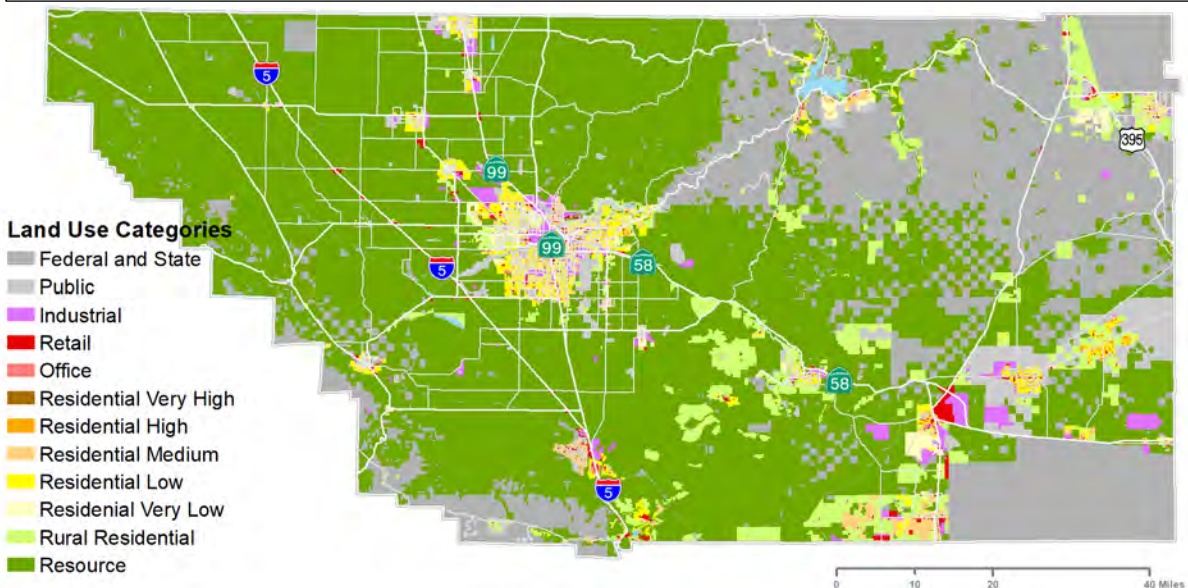 5
395
99
99
58
5
58
5
Land Use Categories
Federal and State
Public
Industrial
Retail
Office
Residential Very High
Residential High
Residential Medium
Residential Low
Residenial Very Low
Rural Residential
Resource
0 10 20 40 Miles